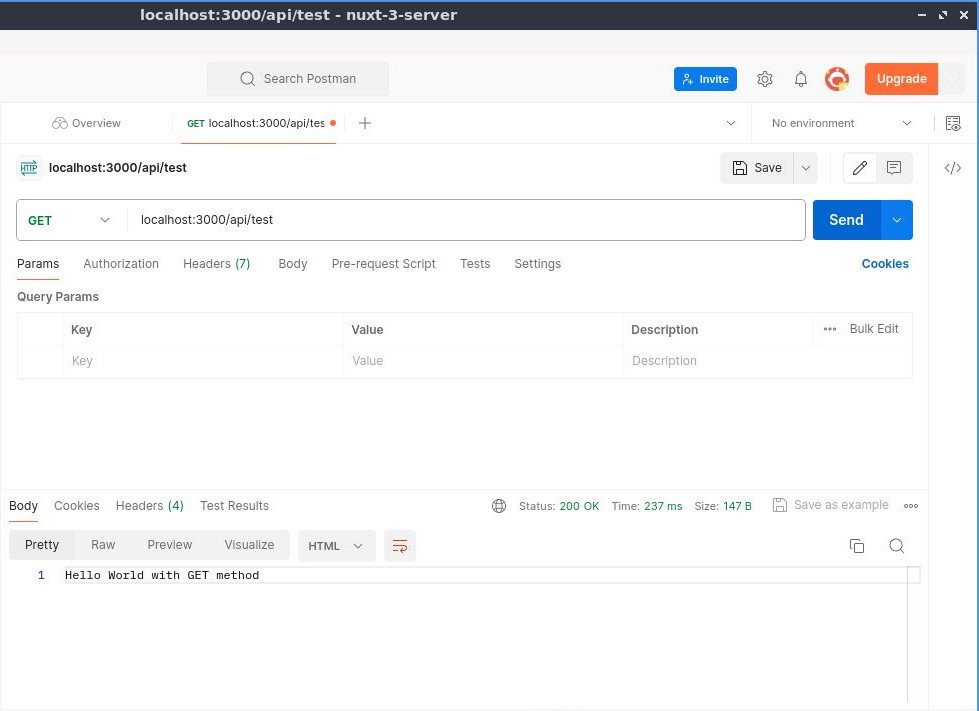 localhost:3000/api/test - nuxt-3-server
Search Postman
Invite
Upgrade
Overview
GET localhost:3000/api/tes
No environment
HTTP localhost:3000/api/test
Save
GET
localhost:3000/api/test
Send
Params Authorization Headers (7) Body Pre-request Script Tests Settings Cookies
Query Params
Key Value Description Bulk Edit
Key Value Description
Body Cookies Headers (4) Test Results Status: 200 OK Time: 237 ms Size: 147 B Save as example
Pretty Raw Preview Visualize HTML
1 Hello World with GET method